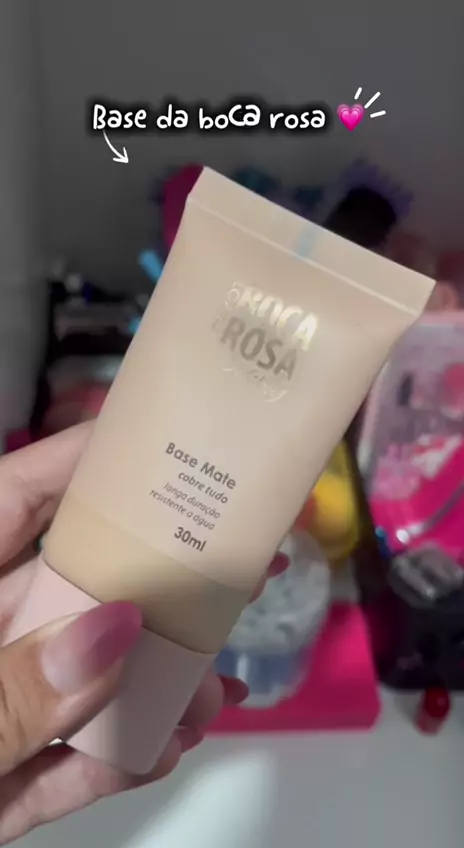 Base da boca rosa 💗
BOCA
ROSA
Base Mate
cobre tudo
longa duração
resistente a água
30ml